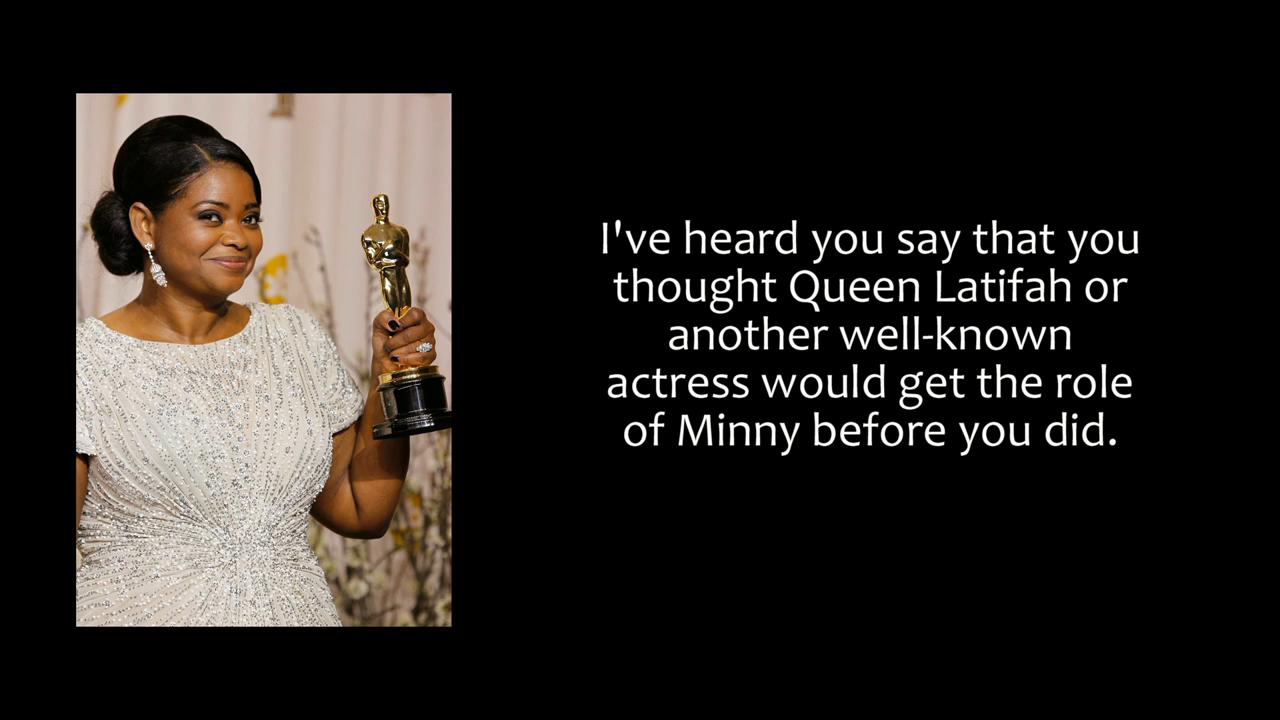 I've heard you say that you
thought Queen Latifah or
another well-known
actress would get the role
of Minny before you did.